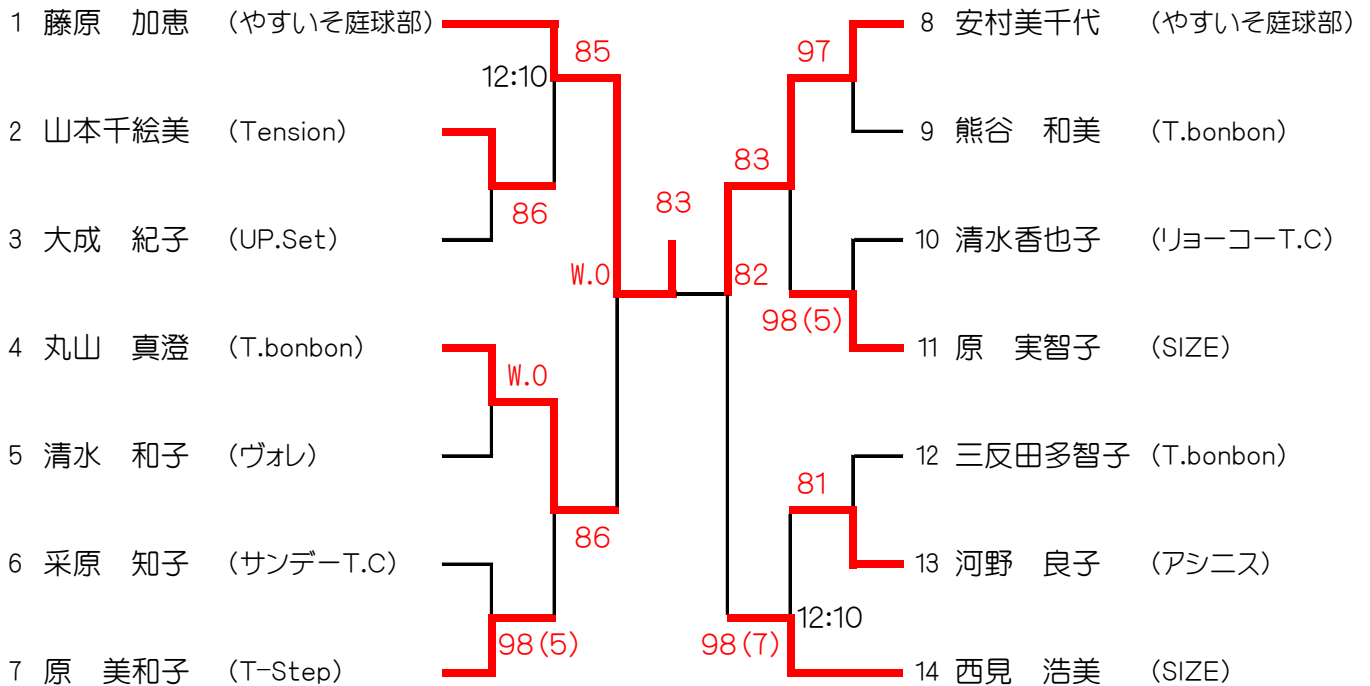 1 藤原 加恵 (やすいそ庭球部)
8 安村美千代 (やすいそ庭球部)
85
97
12:10
2 山本千絵美 (Tension)
9 熊谷 和美 (T.bonbon)
83
86
83
3 大成 紀子 (UP.Set)
10 清水香也子 (リョーコーT.C)
W.O
82
98(5)
4 丸山 真澄 (T.bonbon)
11 原 実智子 (SIZE)
W.O
5 清水 和子 (ヴォレ)
12 三反田多智子 (T.bonbon)
81
86
6 采原 知子 (サンデーT.C)
13 河野 良子 (アシニス)
12:10
98(5)
98(7)
7 原 美和子 (T-Step)
14 西見 浩美 (SIZE)